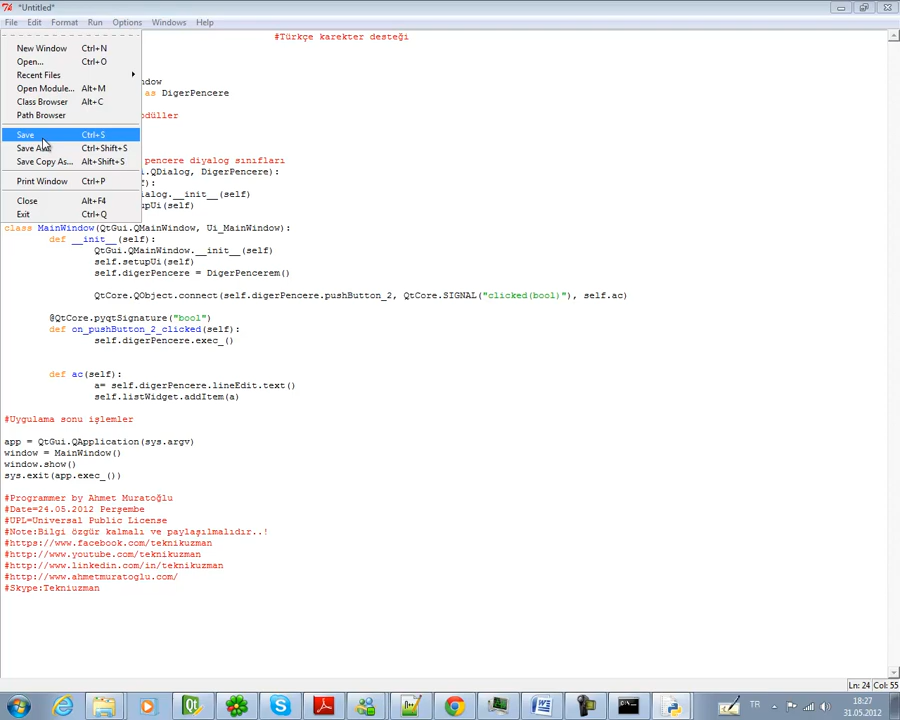 *Untitled*
File Edit Format Run Options Windows Help
#Türkçe karekter desteği
New Window Ctrl+N
Open... Ctrl+O
Recent Files
ndow
Open Module... Alt+M
as DigerPencere
Class Browser Alt+C
Path Browser
odüller
Save Ctrl+S
Save As... Ctrl+Shift+S
Save Copy As... Alt+Shift+S
pencere diyalog sınıfları
.QDialog, DigerPencere):
Print Window Ctrl+P
f):
alog.__init__(self)
Close Alt+F4
upUi(self)
Exit Ctrl+Q
class MainWindow(QtGui.QMainWindow, Ui_MainWindow):
def __init__(self):
QtGui.QMainWindow.__init__(self)
self.setupUi(self)
self.digerPencere = DigerPencerem()
QtCore.QObject.connect(self.digerPencere.pushButton_2, QtCore.SIGNAL("clicked(bool)"), self.ac)
@QtCore.pyqtSignature("bool")
def on_pushButton_2_clicked(self):
self.digerPencere.exec_()
def ac(self):
a= self.digerPencere.lineEdit.text()
self.listWidget.addItem(a)
#Uygulama sonu işlemler
app = QtGui.QApplication(sys.argv)
window = MainWindow()
window.show()
sys.exit(app.exec_())
#Programmer by Ahmet Muratoğlu
#Date=24.05.2012 Perşembe
#UPL=Universal Public License
#Note:Bilgi özgür kalmalı ve paylaşılmalıdır..!
#https://www.facebook.com/teknikuzman
#http://www.youtube.com/teknikuzman
#http://www.linkedin.com/in/teknikuzman
#http://www.ahmetmuratoglu.com/
#Skype:Tekniuzman
Ln: 24 Col: 55
TR
18:27
31.05.2012